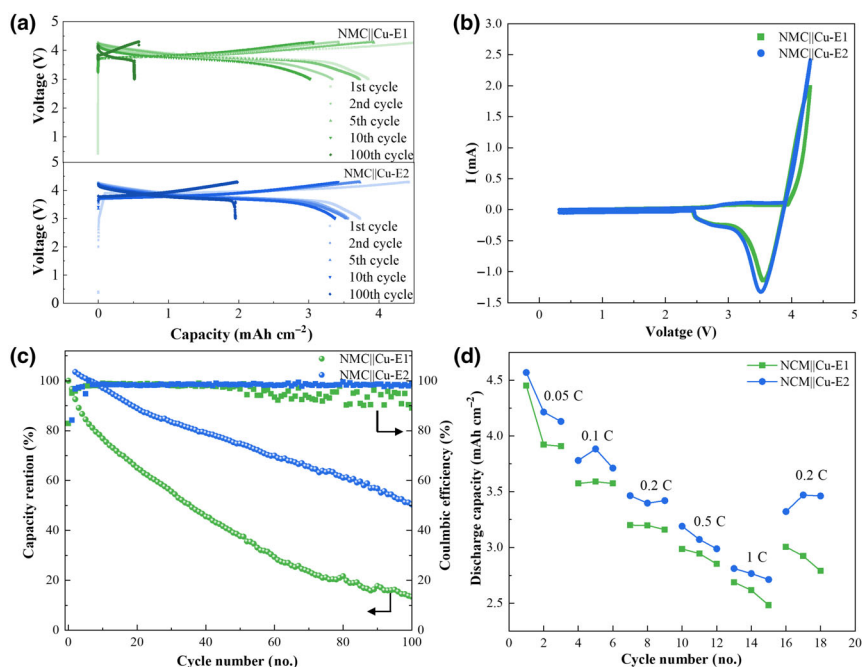 (a)
5
4
3
2
1
Voltage (V)
NMC||Cu-E1
1st cycle
2nd cycle
5th cycle
10th cycle
100th cycle
5
4
3
2
1
0
Voltage (V)
NMC||Cu-E2
1st cycle
2nd cycle
5th cycle
10th cycle
100th cycle
0 1 2 3 4
Capacity (mAh cm⁻²)
(b)
3.0
2.5
2.0
1.5
1.0
0.5
0.0
−0.5
−1.0
−1.5
I (mA)
NMC||Cu-E1
NMC||Cu-E2
0 1 2 3 4 5
Volatge (V)
(c)
120
100
80
60
40
20
0
Capacity rention (%)
NMC||Cu-E1
NMC||Cu-E2
100
80
60
40
20
0
Coulmbic efficiency (%)
0 20 40 60 80 100
Cycle number (no.)
(d)
4.5
4.0
3.5
3.0
2.5
Discharge capacity (mAh cm⁻²)
NCM||Cu-E1
NCM||Cu-E2
0.05 C
0.1 C
0.2 C
0.5 C
1 C
0.2 C
0 2 4 6 8 10 12 14 16 18 20
Cycle number (no.)